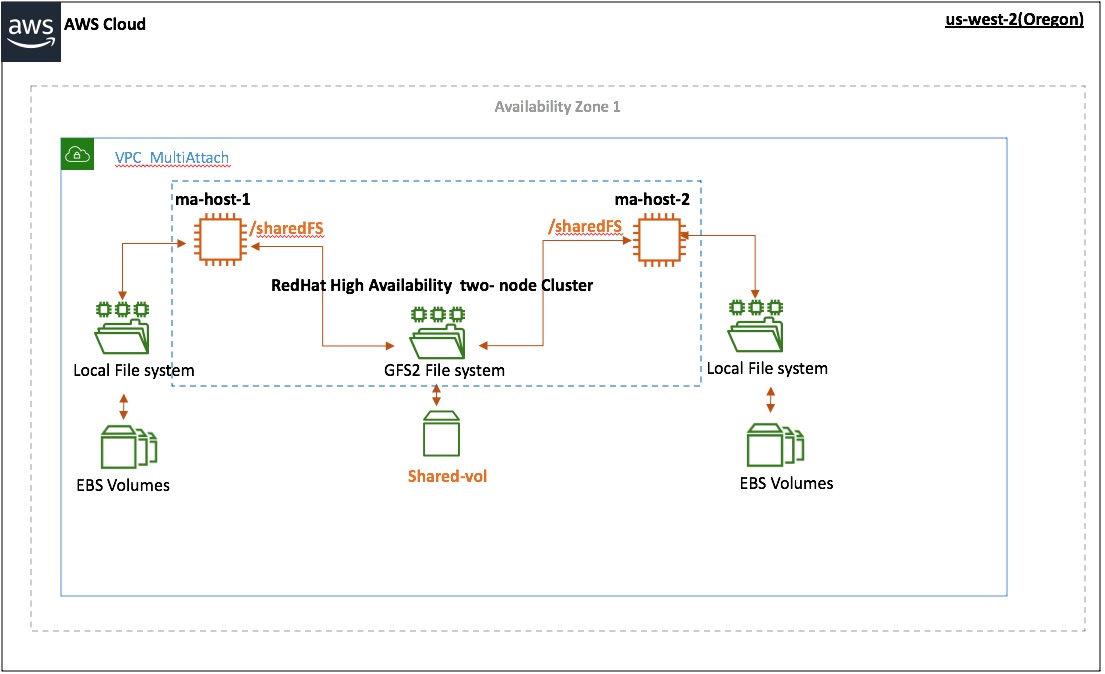 aws
AWS Cloud
us-west-2(Oregon)
Availability Zone 1
VPC MultiAttach
ma-host-1
ma-host-2
/sharedFS
/sharedFS
RedHat High Availability two- node Cluster
Local File system
GFS2 File system
Local File system
Shared-vol
EBS Volumes
EBS Volumes